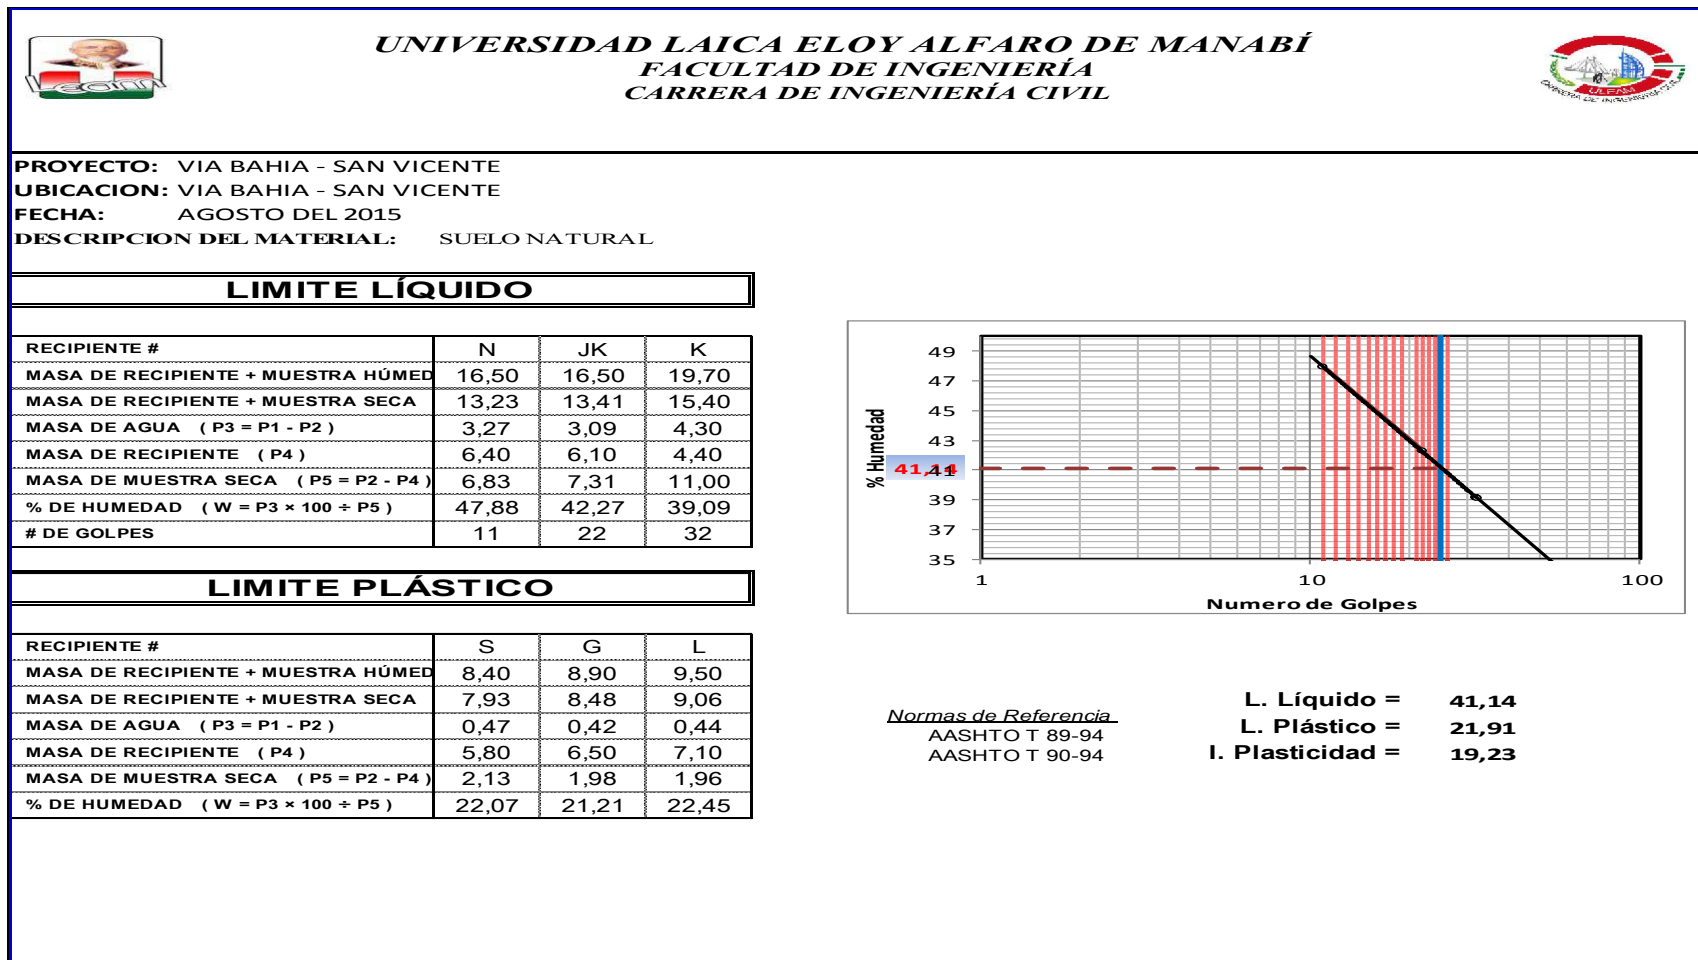 UNIVERSIDAD LAICA ELOY ALFARO DE MANABÍ
FACULTAD DE INGENIERÍA
CARRERA DE INGENIERÍA CIVIL
PROYECTO: VIA BAHIA - SAN VICENTE
UBICACION: VIA BAHIA - SAN VICENTE
FECHA: AGOSTO DEL 2015
DESCRIPCION DEL MATERIAL: SUELO NATURAL
LIMITE LÍQUIDO
RECIPIENTE # N JK K
MASA DE RECIPIENTE + MUESTRA HÚMED 16,50 16,50 19,70
MASA DE RECIPIENTE + MUESTRA SECA 13,23 13,41 15,40
MASA DE AGUA ( P3 = P1 - P2 ) 3,27 3,09 4,30
MASA DE RECIPIENTE ( P4 ) 6,40 6,10 4,40
MASA DE MUESTRA SECA ( P5 = P2 - P4 ) 6,83 7,31 11,00
% DE HUMEDAD ( W = P3 × 100 ÷ P5 ) 47,88 42,27 39,09
# DE GOLPES 11 22 32
% Humedad
49
47
45
43
41,14
41
39
37
35
1 10 100
Numero de Golpes
LIMITE PLÁSTICO
RECIPIENTE # S G L
MASA DE RECIPIENTE + MUESTRA HÚMED 8,40 8,90 9,50
MASA DE RECIPIENTE + MUESTRA SECA 7,93 8,48 9,06
MASA DE AGUA ( P3 = P1 - P2 ) 0,47 0,42 0,44
MASA DE RECIPIENTE ( P4 ) 5,80 6,50 7,10
MASA DE MUESTRA SECA ( P5 = P2 - P4 ) 2,13 1,98 1,96
% DE HUMEDAD ( W = P3 × 100 ÷ P5 ) 22,07 21,21 22,45
Normas de Referencia
AASHTO T 89-94
AASHTO T 90-94
L. Líquido = 41,14
L. Plástico = 21,91
I. Plasticidad = 19,23